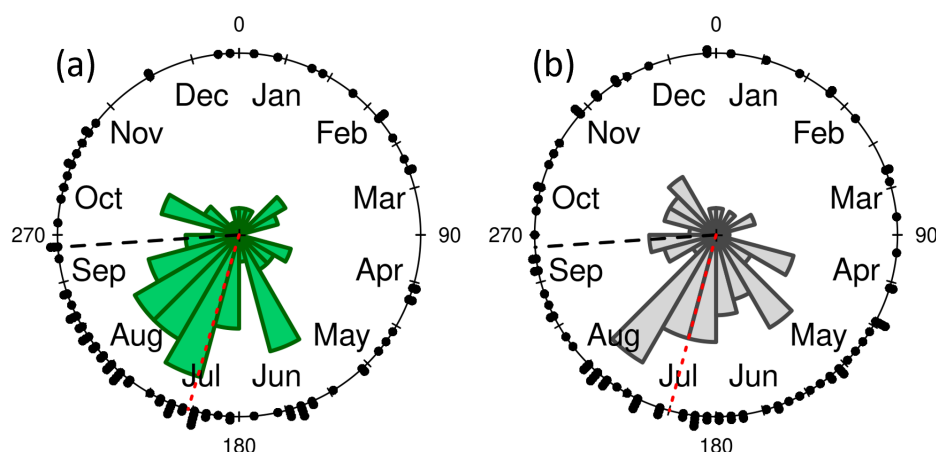 (a)
0
Dec Jan
Nov Feb
Oct Mar
270 90
Sep Apr
Aug May
Jul Jun
180
(b)
0
Dec Jan
Nov Feb
Oct Mar
270 90
Sep Apr
Aug May
Jul Jun
180